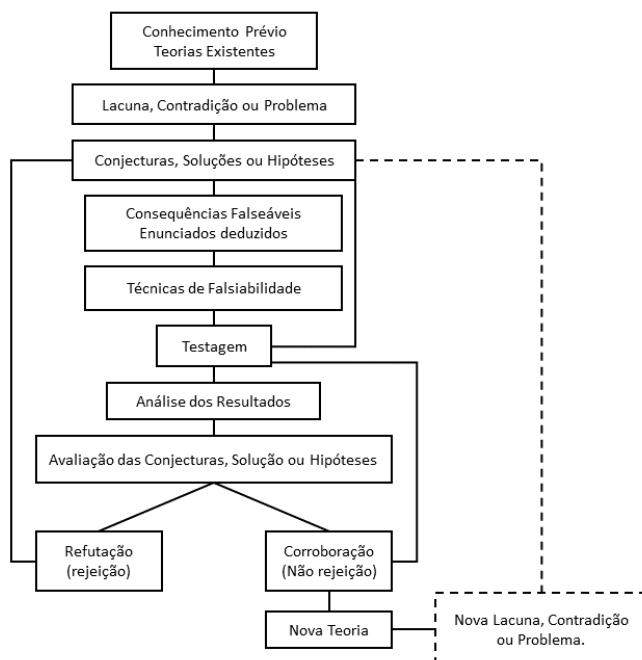 Conhecimento Prévio
Teorias Existentes
Lacuna, Contradição ou Problema
Conjecturas, Soluções ou Hipóteses
Consequências Falseáveis
Enunciados deduzidos
Técnicas de Falsiabilidade
Testagem
Análise dos Resultados
Avaliação das Conjecturas, Solução ou Hipóteses
Refutação
(rejeição)
Corroboração
(Não rejeição)
Nova Teoria
Nova Lacuna, Contradição
ou Problema.